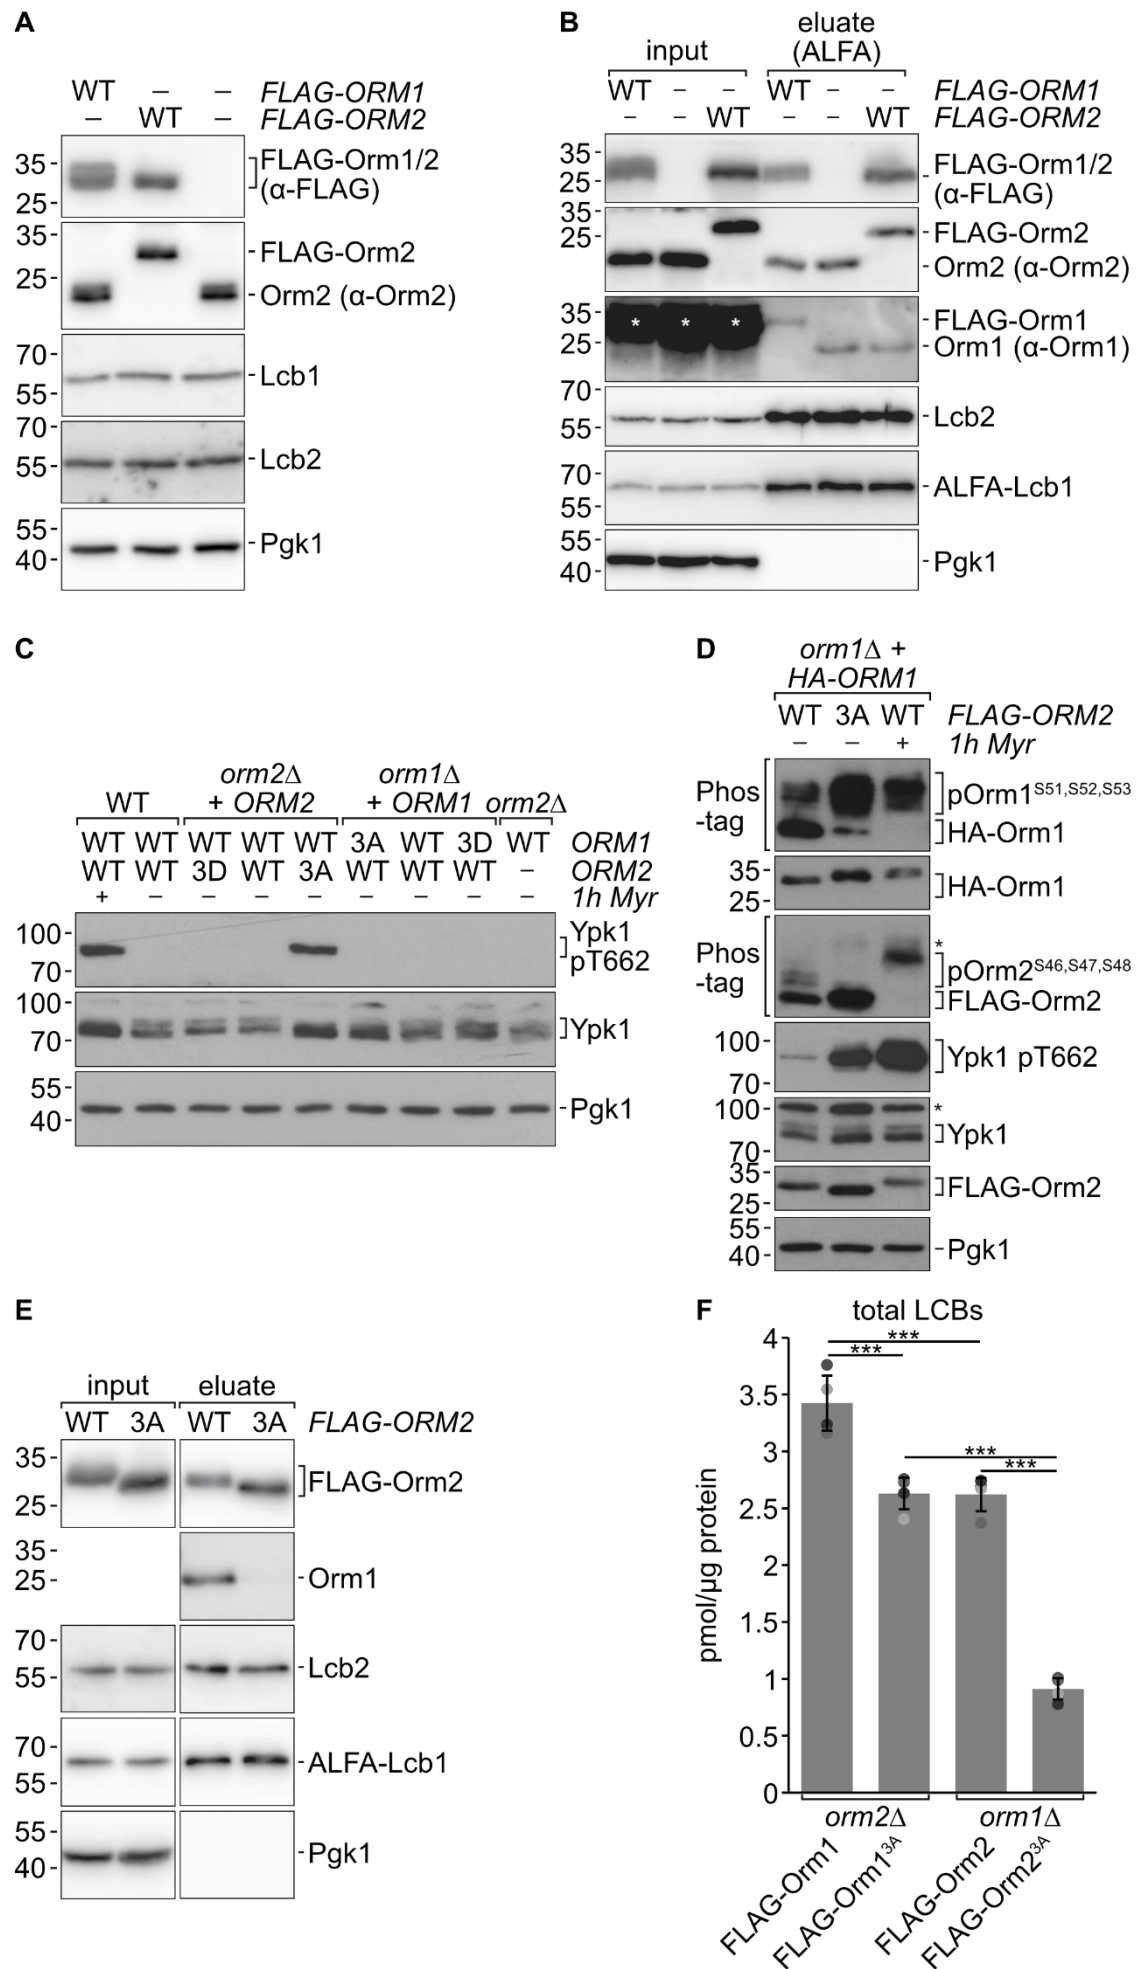 A
WT – – FLAG-ORM1
– WT – FLAG-ORM2
35
25
FLAG-Orm1/2
(α-FLAG)
35
25
FLAG-Orm2
Orm2 (α-Orm2)
70
55
Lcb1
70
55
Lcb2
55
40
Pgk1
B
eluate
input (ALFA)
WT – – WT – – FLAG-ORM1
– – WT – – WT FLAG-ORM2
35
25
FLAG-Orm1/2
(α-FLAG)
35
25
FLAG-Orm2
Orm2 (α-Orm2)
35
25
* * *
FLAG-Orm1
Orm1 (α-Orm1)
70
55
Lcb2
70
55
ALFA-Lcb1
55
40
Pgk1
C
orm2Δ orm1Δ
WT + ORM2 + ORM1 orm2Δ
WT WT WT WT WT 3A WT 3D WT ORM1
WT WT 3D WT 3A WT WT WT – ORM2
+ – – – – – – – – 1h Myr
100
70
Ypk1
pT662
100
70
Ypk1
55
40
Pgk1
D
orm1Δ +
HA-ORM1
WT 3A WT FLAG-ORM2
– – + 1h Myr
Phos
-tag
pOrm1S51,S52,S53
HA-Orm1
35
25
HA-Orm1
Phos
-tag
*
pOrm2S46,S47,S48
FLAG-Orm2
100
70
Ypk1 pT662
100
70
*
Ypk1
35
25
FLAG-Orm2
55
40
Pgk1
E
input eluate
WT 3A WT 3A FLAG-ORM2
35
25
FLAG-Orm2
35
25
Orm1
70
55
Lcb2
70
55
ALFA-Lcb1
55
40
Pgk1
F
total LCBs
pmol/µg protein
4
3.5
3
2.5
2
1.5
1
0.5
0
***
***
***
***
orm2Δ orm1Δ
FLAG-Orm1
FLAG-Orm13A
FLAG-Orm2
FLAG-Orm23A